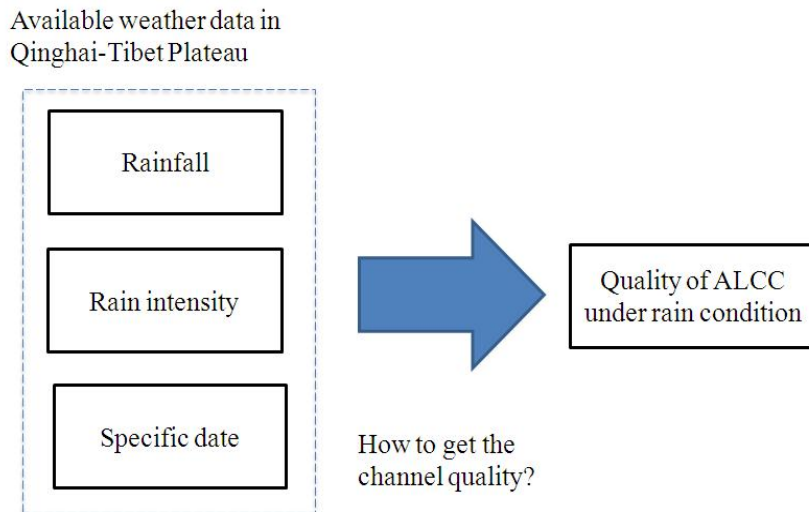 Available weather data in
Qinghai-Tibet Plateau
Rainfall
Rain intensity
Specific date
How to get the
channel quality?
Quality of ALCC
under rain condition